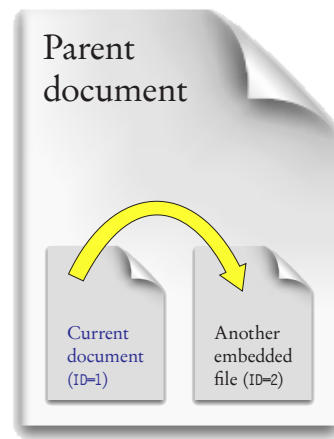 Parent
document
Current
document
(ID=1)
Another
embedded
file (ID=2)